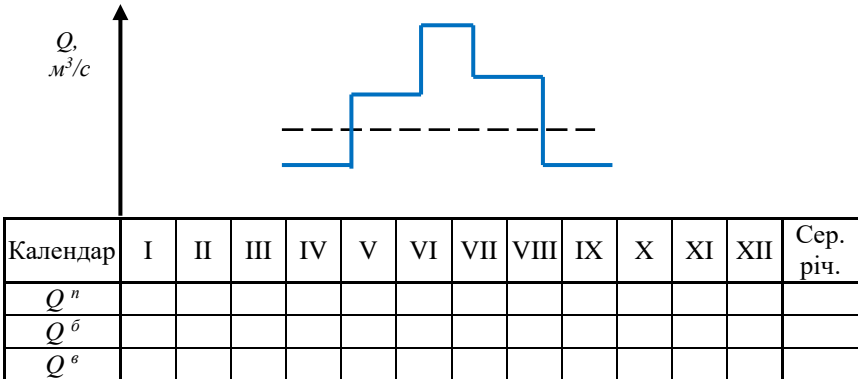 Q,
м³/с
Календар I II III IV V VI VII VIII IX X XI XII Сер. річ.
Q п
Q б
Q в